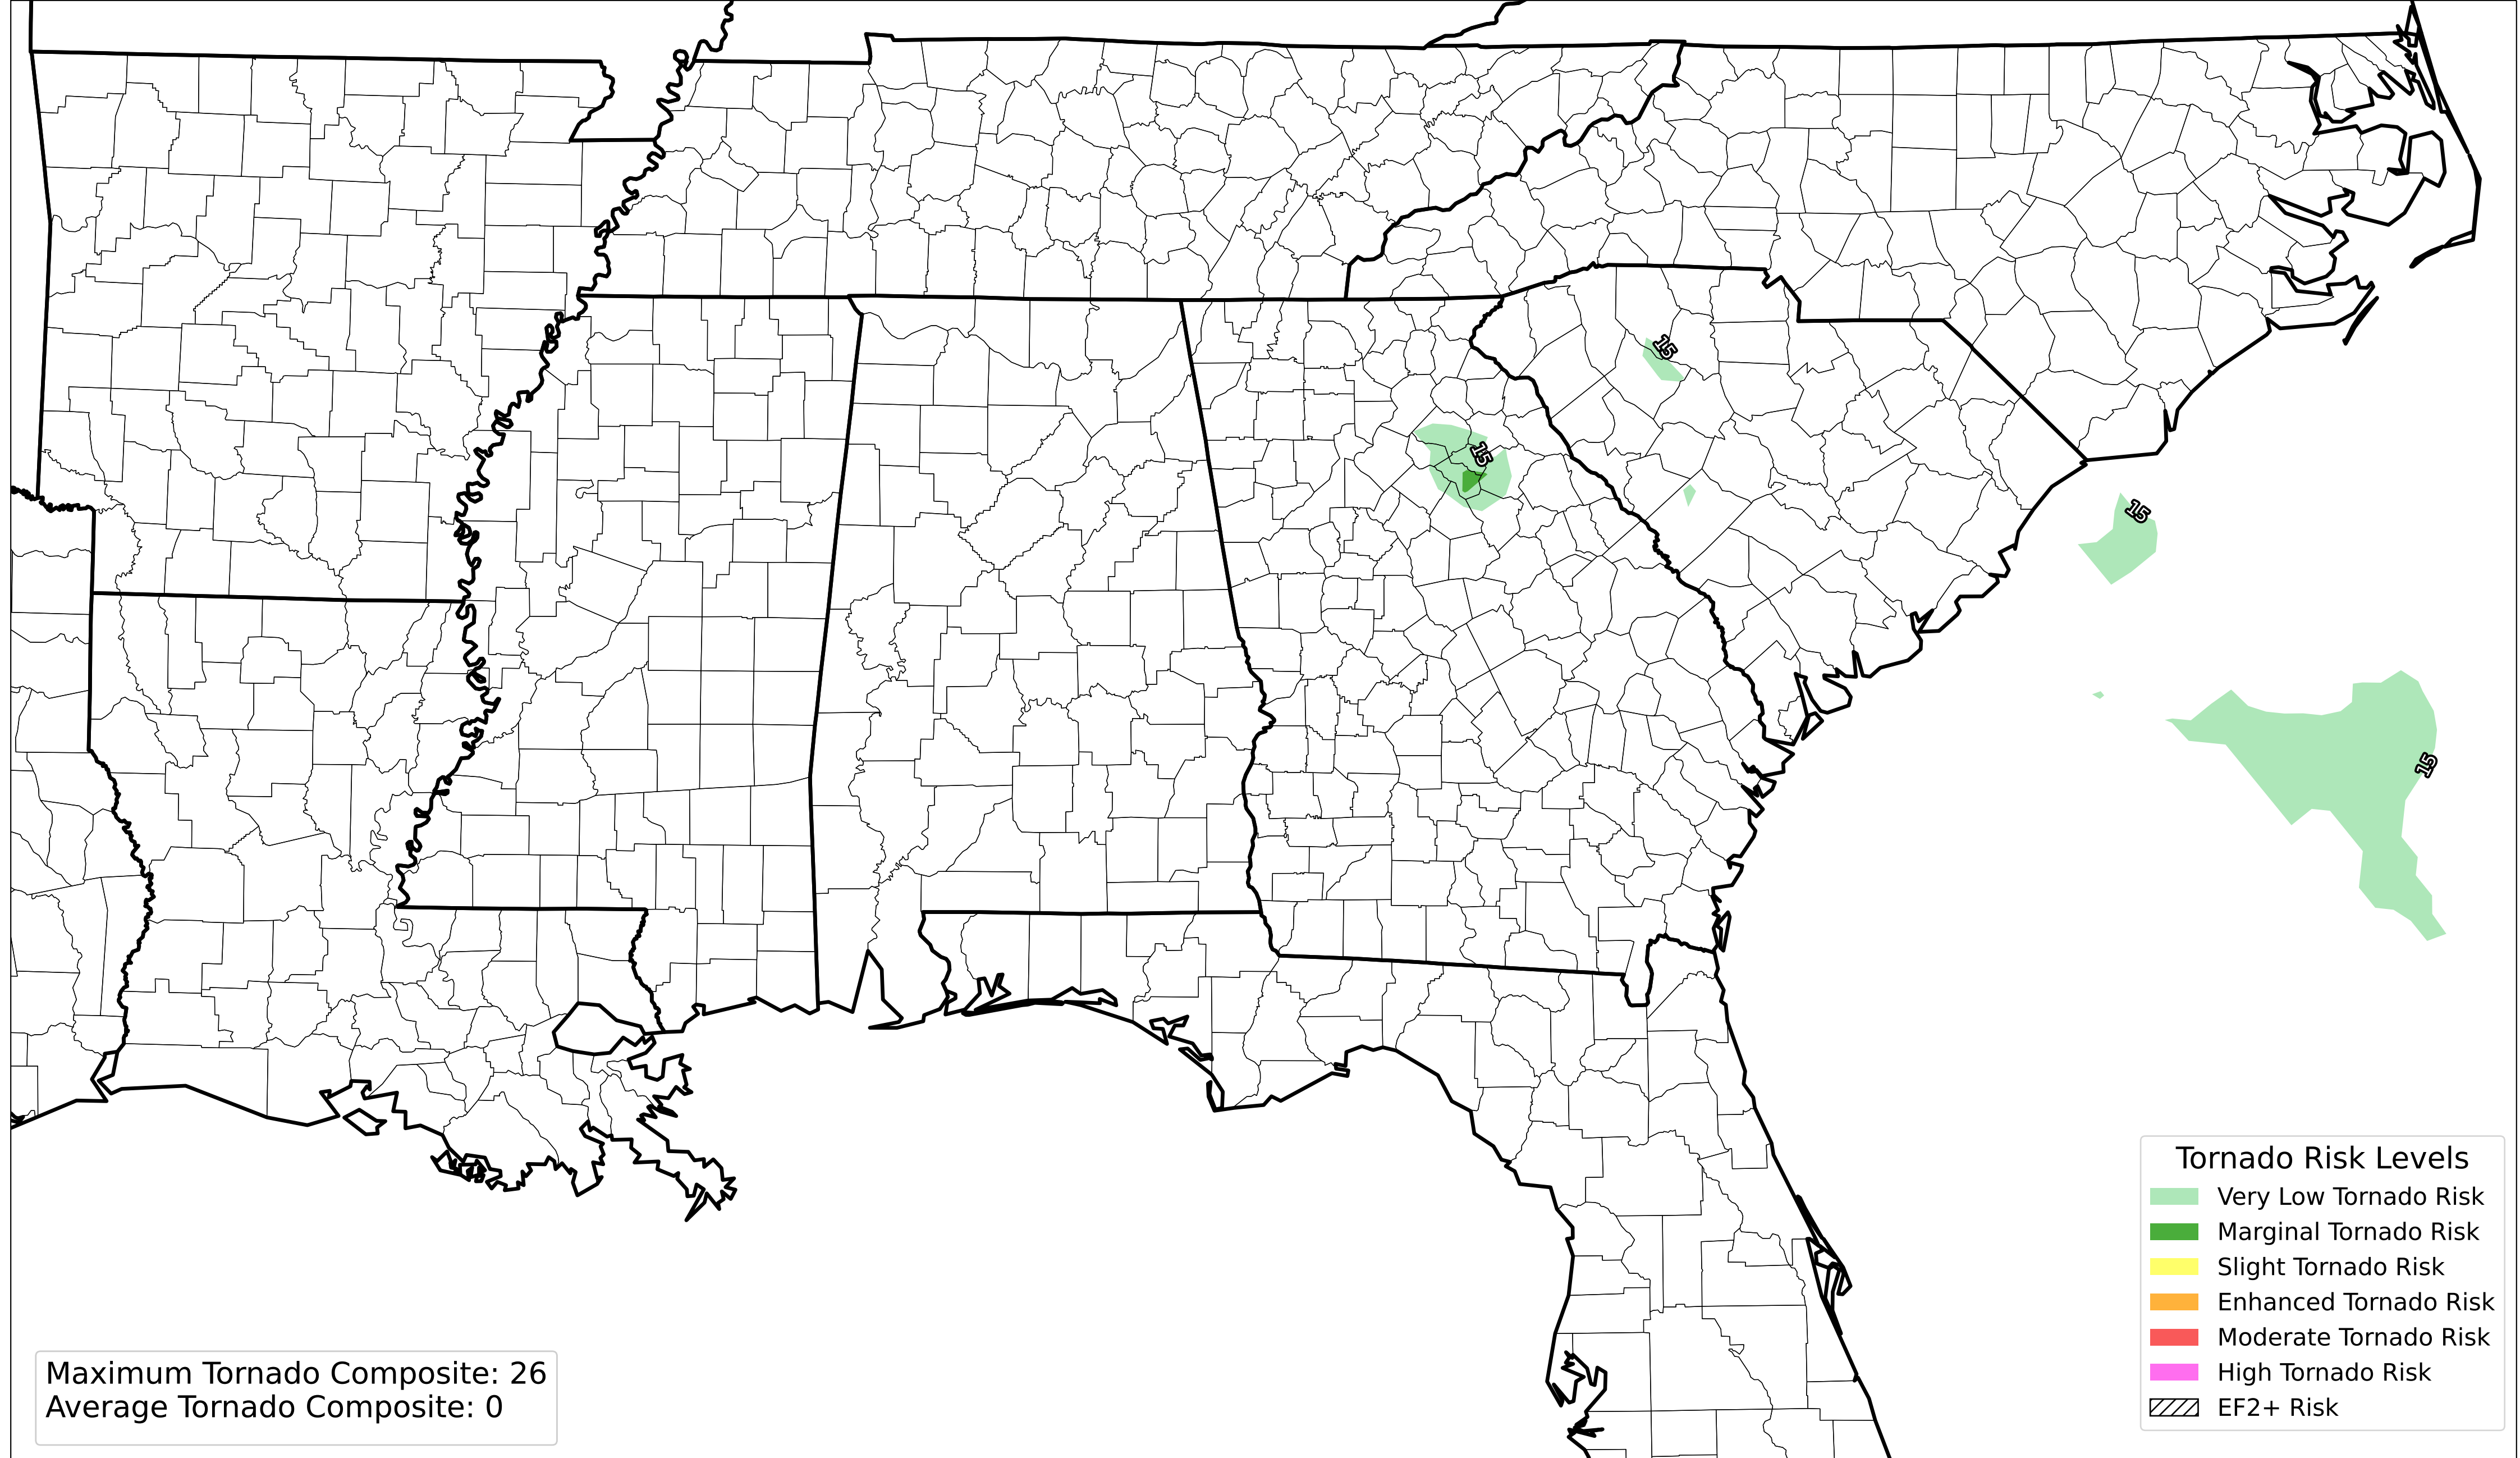 15
15
15
15
Tornado Risk Levels
Very Low Tornado Risk
Marginal Tornado Risk
Slight Tornado Risk
Enhanced Tornado Risk
Moderate Tornado Risk
High Tornado Risk
EF2+ Risk
Maximum Tornado Composite: 26
Average Tornado Composite: 0